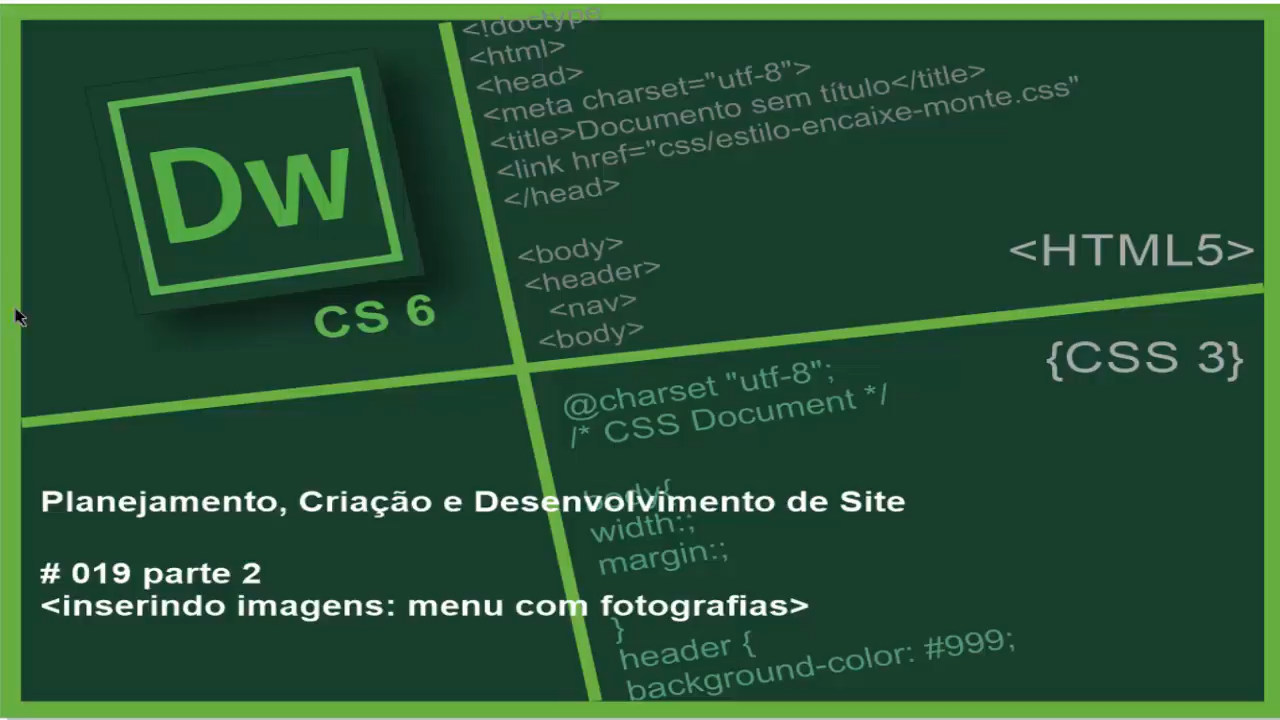 Dw
CS 6
<!doctype
<html>
<head>
<meta charset="utf-8">
<title>Documento sem título</title>
<link href="css/estilo-encaixe-monte.css"
</head>
<body>
<header>
<nav>
<body>
<HTML5>
{CSS 3}
@charset "utf-8";
/* CSS Document */
body{
width:;
margin:;
}
header {
background-color: #999;
Planejamento, Criação e Desenvolvimento de Site
# 019 parte 2
<inserindo imagens: menu com fotografias>